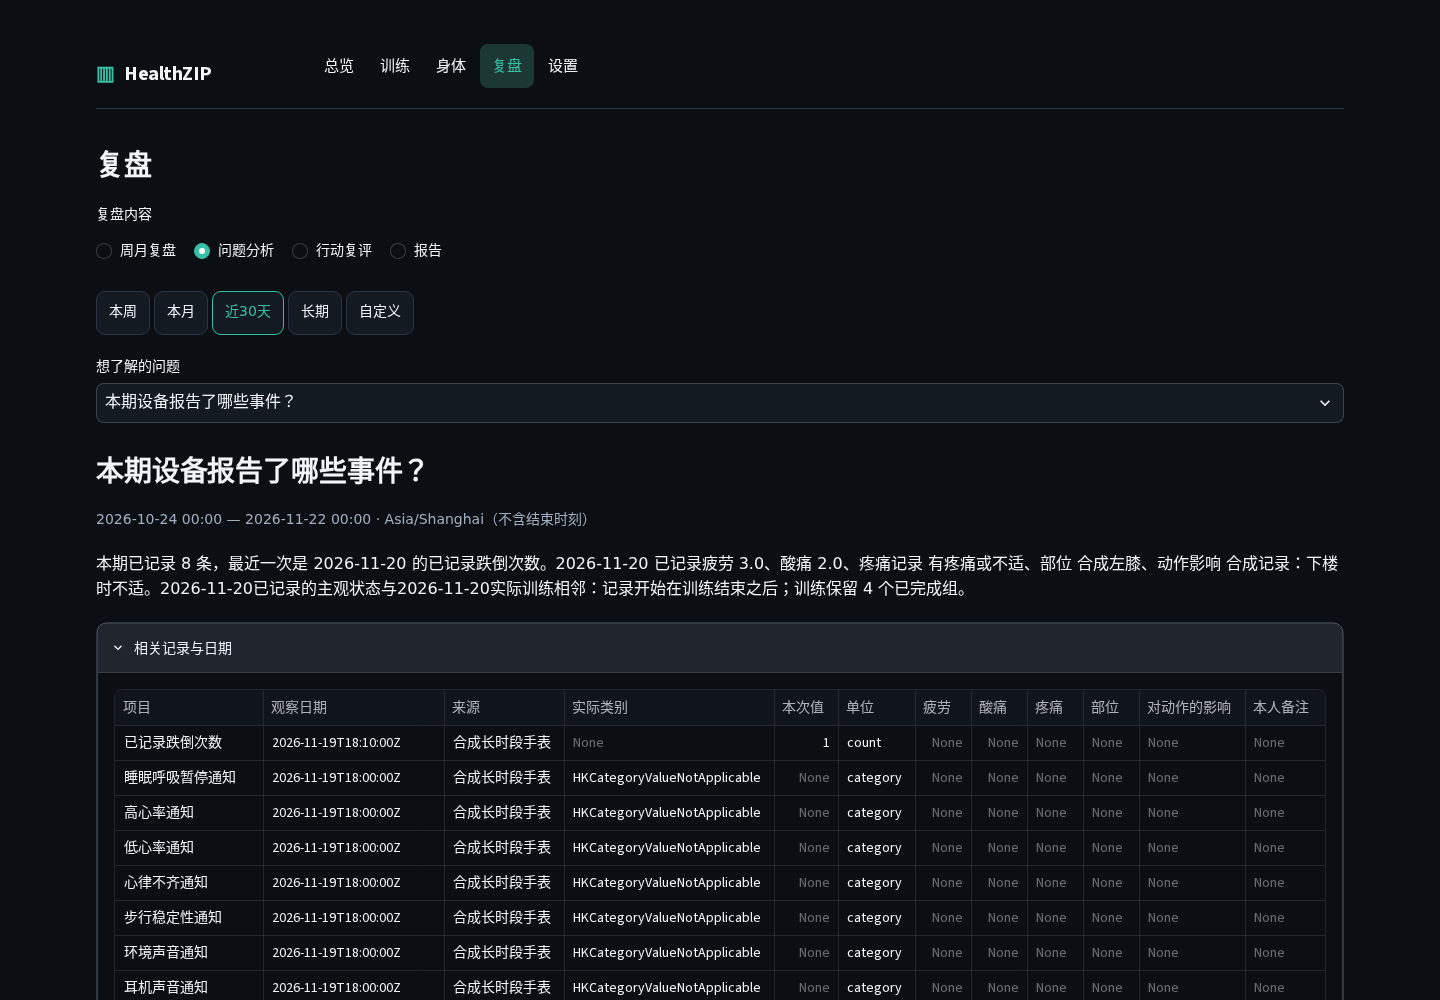 HealthZIP 总览 训练 身体 复盘 设置
复盘
复盘内容
周月复盘 问题分析 行动复评 报告
本周 本月 近30天 长期 自定义
想了解的问题
本期设备报告了哪些事件？
本期设备报告了哪些事件？
2026-10-24 00:00 — 2026-11-22 00:00 · Asia/Shanghai（不含结束时刻）
本期已记录 8 条，最近一次是 2026-11-20 的已记录跌倒次数。2026-11-20 已记录疲劳 3.0、酸痛 2.0、疼痛记录 有疼痛或不适、部位 合成左膝、动作影响 合成记录：下楼
时不适。2026-11-20已记录的主观状态与2026-11-20实际训练相邻：记录开始在训练结束之后；训练保留 4 个已完成组。
相关记录与日期
项目 观察日期 来源 实际类别 本次值 单位 疲劳 酸痛 疼痛 部位 对动作的影响 本人备注
已记录跌倒次数 2026-11-19T18:10:00Z 合成长时段手表 None 1 count None None None None None None
睡眠呼吸暂停通知 2026-11-19T18:00:00Z 合成长时段手表 HKCategoryValueNotApplicable None category None None None None None None
高心率通知 2026-11-19T18:00:00Z 合成长时段手表 HKCategoryValueNotApplicable None category None None None None None None
低心率通知 2026-11-19T18:00:00Z 合成长时段手表 HKCategoryValueNotApplicable None category None None None None None None
心律不齐通知 2026-11-19T18:00:00Z 合成长时段手表 HKCategoryValueNotApplicable None category None None None None None None
步行稳定性通知 2026-11-19T18:00:00Z 合成长时段手表 HKCategoryValueNotApplicable None category None None None None None None
环境声音通知 2026-11-19T18:00:00Z 合成长时段手表 HKCategoryValueNotApplicable None category None None None None None None
耳机声音通知 2026-11-19T18:00:00Z 合成长时段手表 HKCategoryValueNotApplicable None category None None None None None None